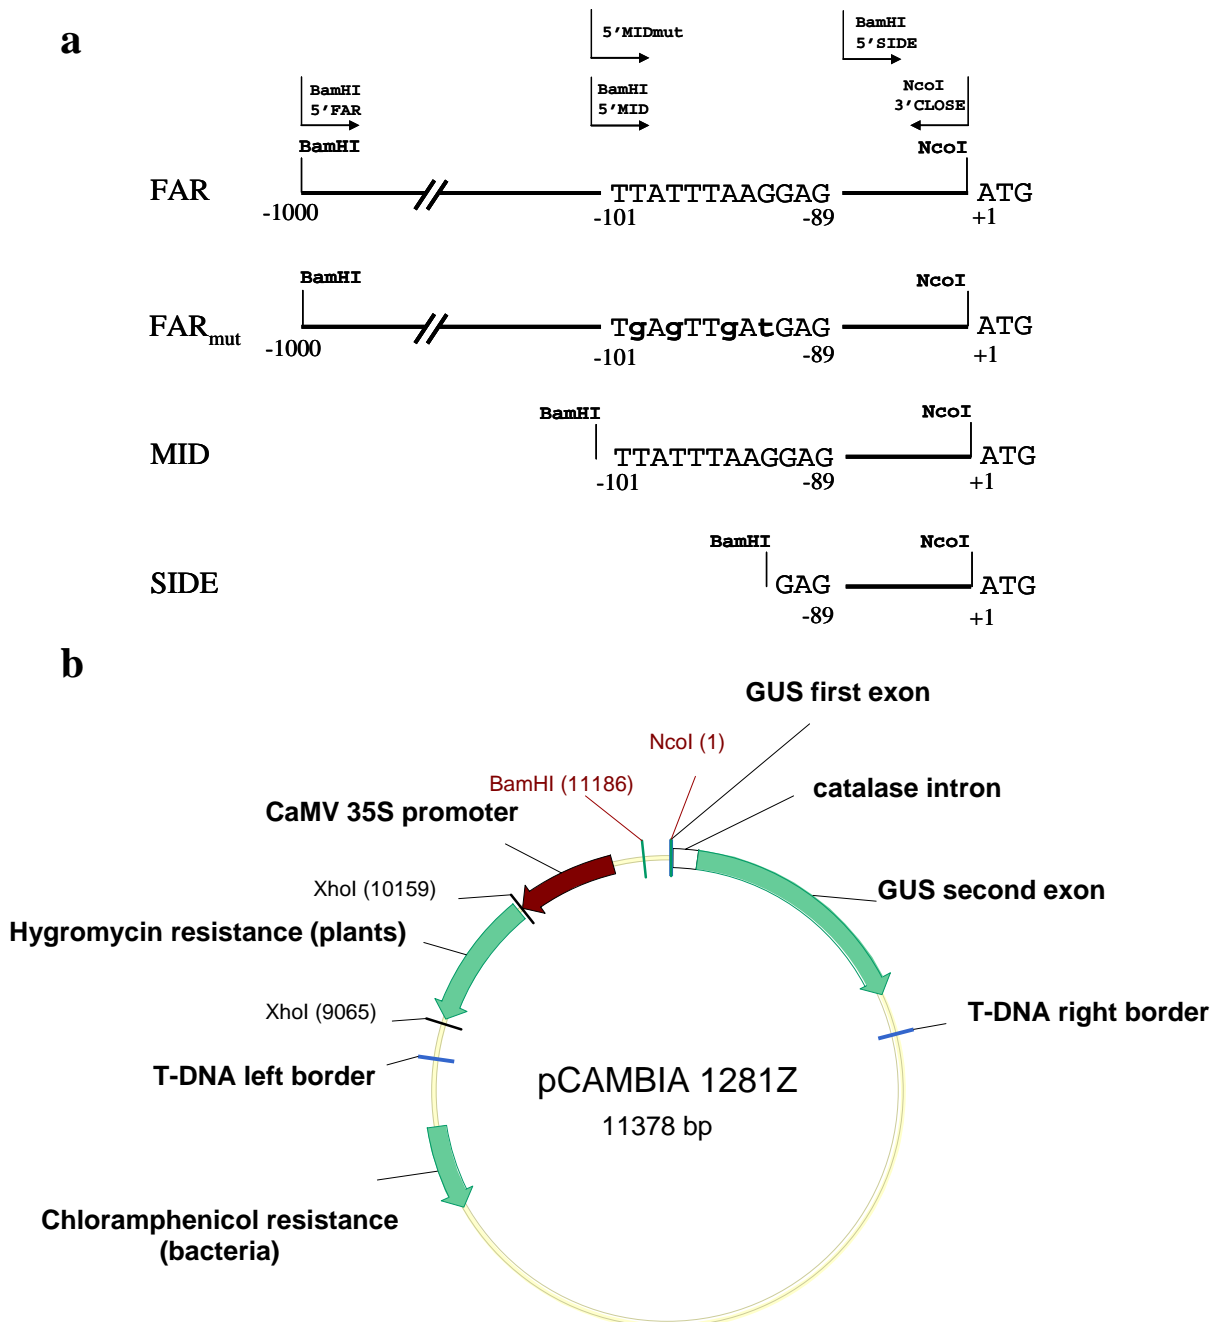 a
5'MIDmut
BamHI
5'SIDE
BamHI
5'FAR
BamHI
5'MID
NcoI
3'CLOSE
BamHI
NcoI
FAR
TTATTTAAGGAG
ATG
-1000
-101
-89
+1
BamHI
NcoI
FARmut
TgAgTTgAtGAG
ATG
-1000
-101
-89
+1
BamHI
NcoI
MID
TTATTTAAGGAG
ATG
-101
-89
+1
BamHI
NcoI
SIDE
GAG
ATG
-89
+1
b
GUS first exon
NcoI (1)
BamHI (11186)
catalase intron
CaMV 35S promoter
XhoI (10159)
GUS second exon
Hygromycin resistance (plants)
XhoI (9065)
T-DNA right border
T-DNA left border
pCAMBIA 1281Z
11378 bp
Chloramphenicol resistance
(bacteria)